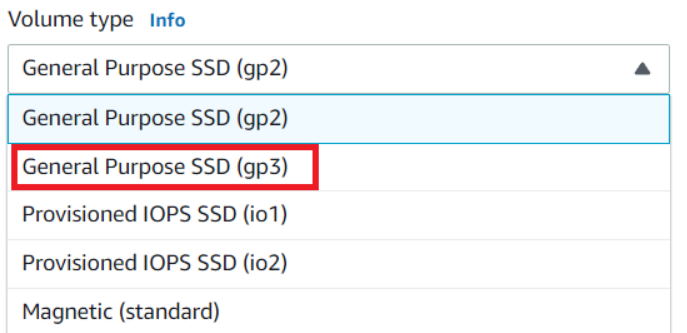 Volume type Info
General Purpose SSD (gp2)
General Purpose SSD (gp2)
General Purpose SSD (gp3)
Provisioned IOPS SSD (io1)
Provisioned IOPS SSD (io2)
Magnetic (standard)